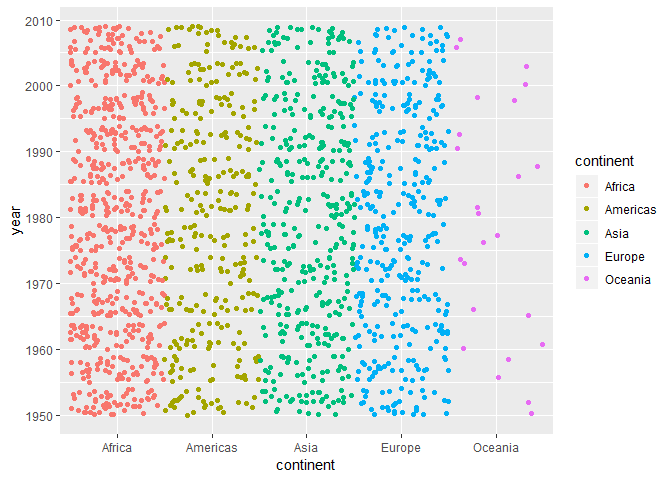 2010
2000
1990
1980
1970
1960
1950
year
Africa Americas Asia Europe Oceania
continent
continent
Africa
Americas
Asia
Europe
Oceania